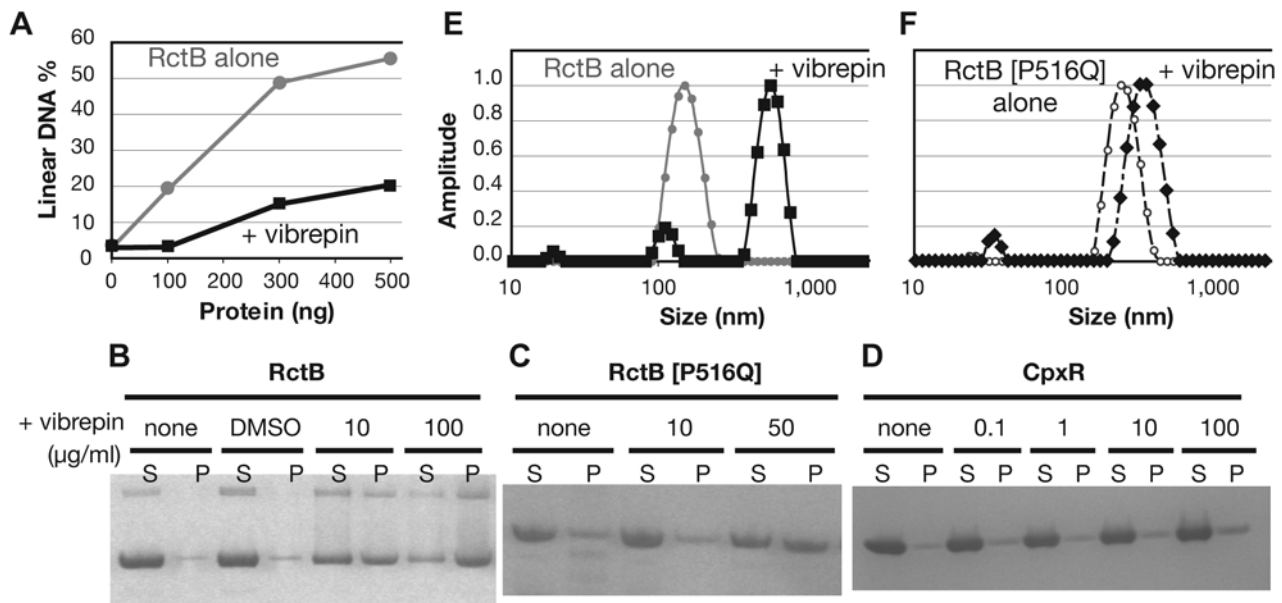 A
60
50
40
30
20
10
0
Linear DNA %
RctB alone
+ vibrepin
0 100 200 300 400 500
Protein (ng)
E
RctB alone
+ vibrepin
1.0
0.8
0.6
0.4
0.2
0.0
Amplitude
10 100 1,000
Size (nm)
F
RctB [P516Q]
alone
+ vibrepin
10 100 1,000
Size (nm)
B
RctB
+ vibrepin
(µg/ml)
none DMSO 10 100
S P S P S P S P
C
RctB [P516Q]
none 10 50
S P S P S P
D
CpxR
none 0.1 1 10 100
S P S P S P S P S P